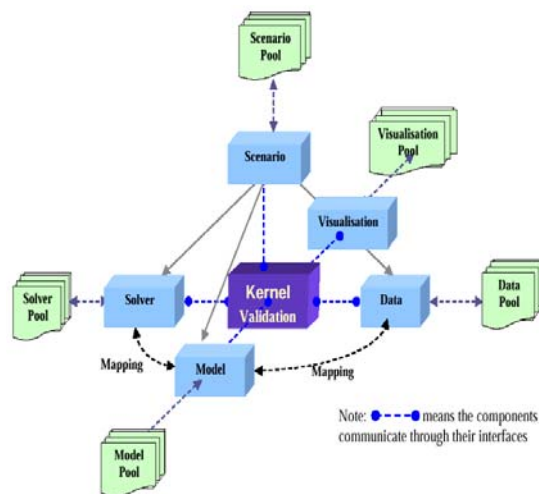 Scenario
Pool
Visualisation
Pool
Scenario
Visualisation
Solver
Pool
Solver
Kernel
Validation
Data
Data
Pool
Mapping
Mapping
Model
Note: means the components
communicate through their interfaces
Model
Pool